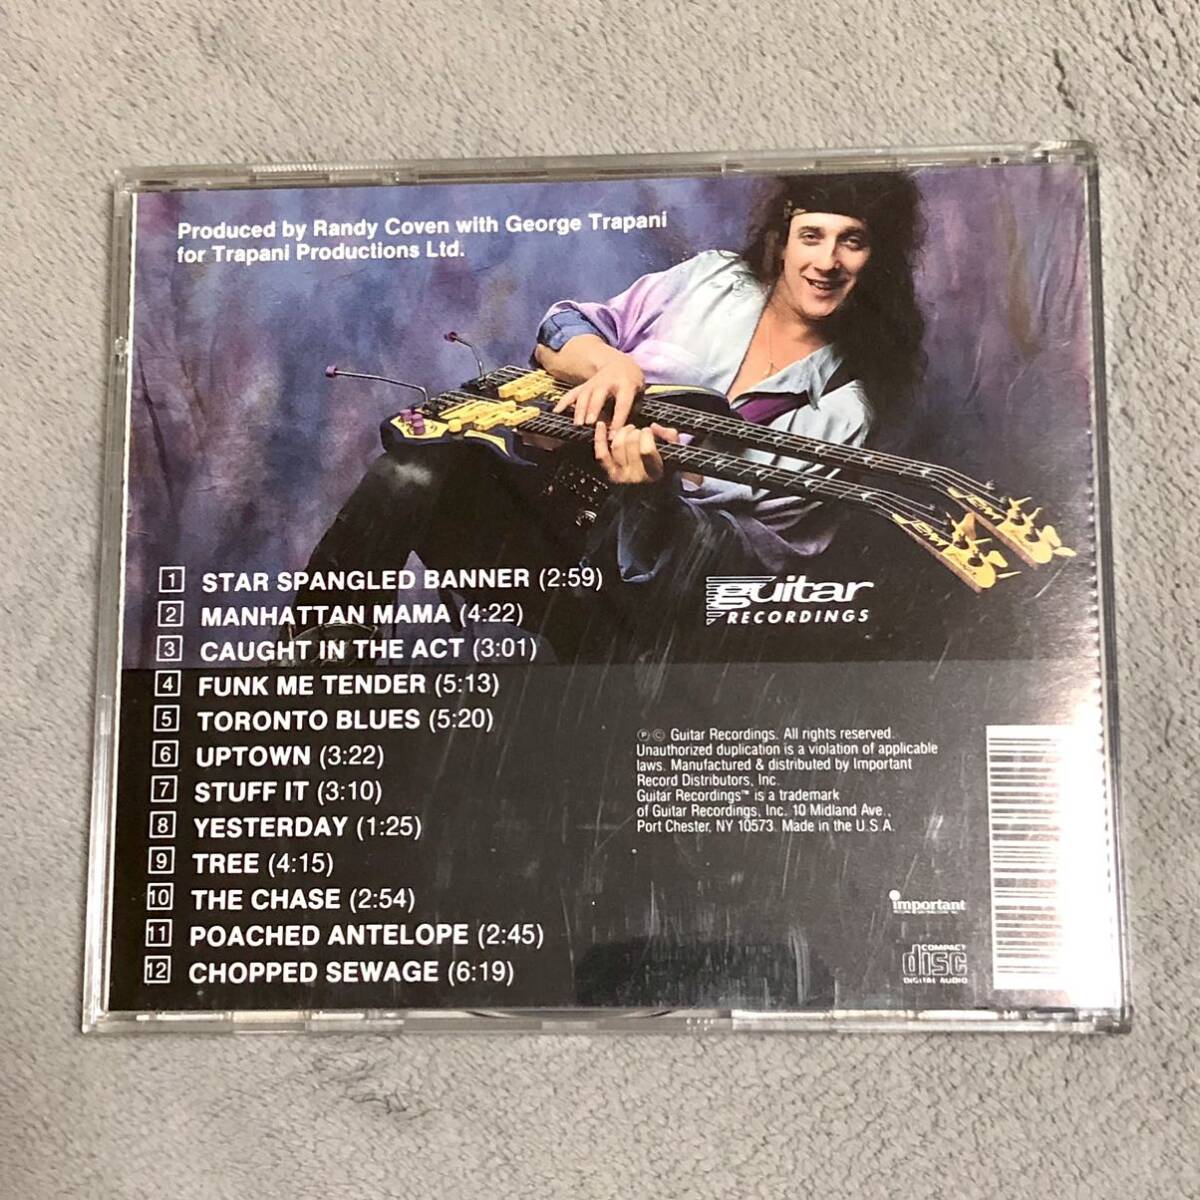 Produced by Randy Coven with George Trapani
for Trapani Productions Ltd.
JEM
JEM
1 STAR SPANGLED BANNER (2:59)
2 MANHATTAN MAMA (4:22)
3 CAUGHT IN THE ACT (3:01)
4 FUNK ME TENDER (5:13)
5 TORONTO BLUES (5:20)
6 UPTOWN (3:22)
7 STUFF IT (3:10)
8 YESTERDAY (1:25)
9 TREE (4:15)
10 THE CHASE (2:54)
11 POACHED ANTELOPE (2:45)
12 CHOPPED SEWAGE (6:19)
guitar
RECORDINGS
Ⓟ© Guitar Recordings. All rights reserved.
Unauthorized duplication is a violation of applicable
laws. Manufactured & distributed by Important
Record Distributors, Inc.
Guitar Recordings™ is a trademark
of Guitar Recordings, Inc. 10 Midland Ave.,
Port Chester, NY 10573. Made in the U.S.A.
important
COMPACT
disc
DIGITAL AUDIO